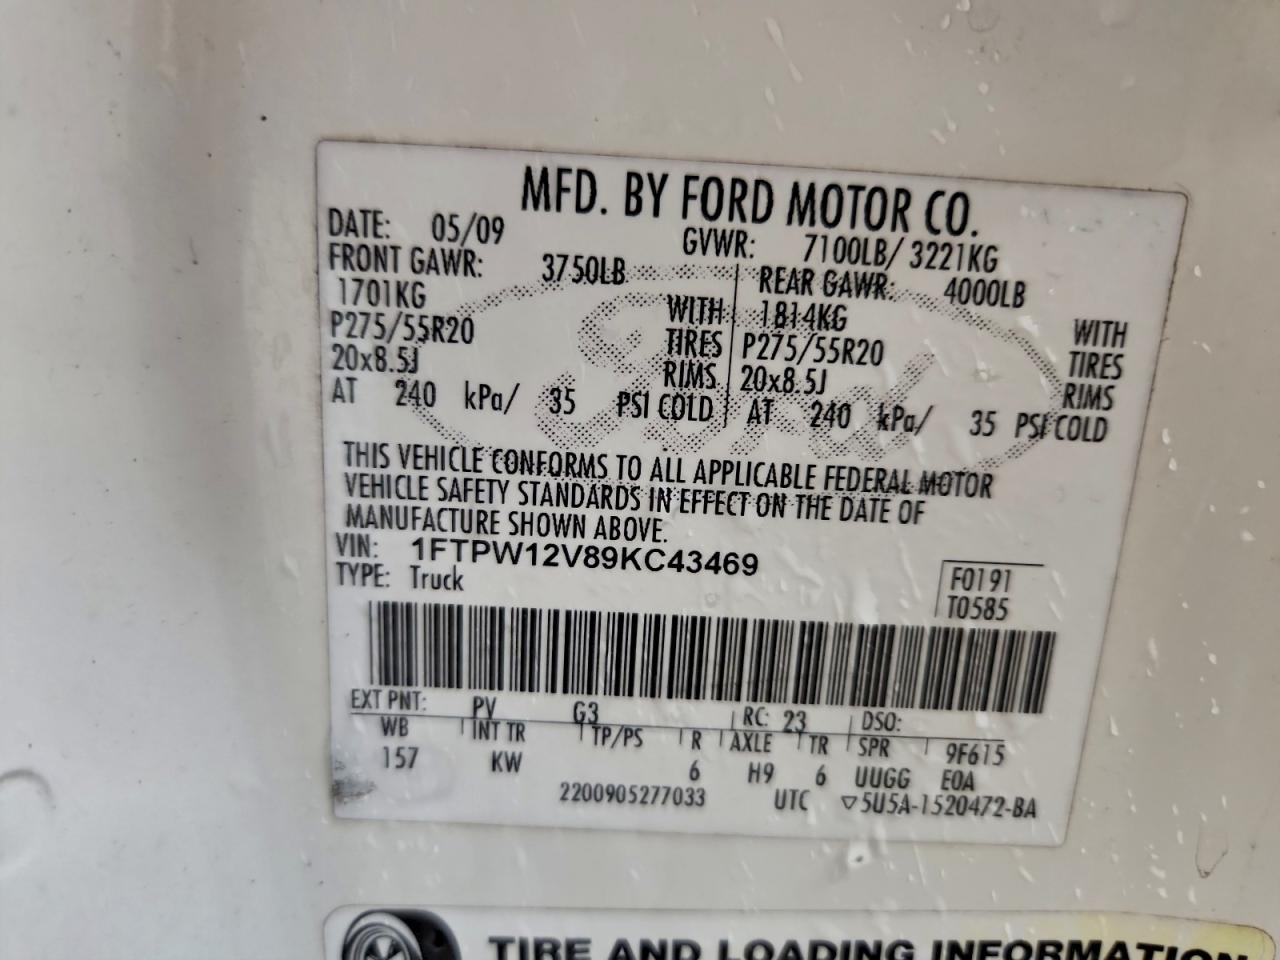 MFD. BY FORD MOTOR CO.
DATE: 05/09 GVWR: 7100LB/ 3221KG
FRONT GAWR: 3750LB REAR GAWR: 4000LB
1701KG WITH 1814KG WITH
P275/55R20 TIRES P275/55R20 TIRES
20x8.5J RIMS 20x8.5J RIMS
AT 240 kPa/ 35 PSI COLD AT 240 kPa/ 35 PSI COLD
Ford
THIS VEHICLE CONFORMS TO ALL APPLICABLE FEDERAL MOTOR
VEHICLE SAFETY STANDARDS IN EFFECT ON THE DATE OF
MANUFACTURE SHOWN ABOVE.
VIN: 1FTPW12V89KC43469
TYPE: Truck
F0191
T0585
EXT PNT: PV G3 RC: 23 DSO:
WB INT TR TP/PS R AXLE TR SPR 9F615
157 KW 6 H9 6 UUGG E0A
2200905277033 UTC ▽5U5A-1520472-BA
TIRE AND LOADING INFORMATION